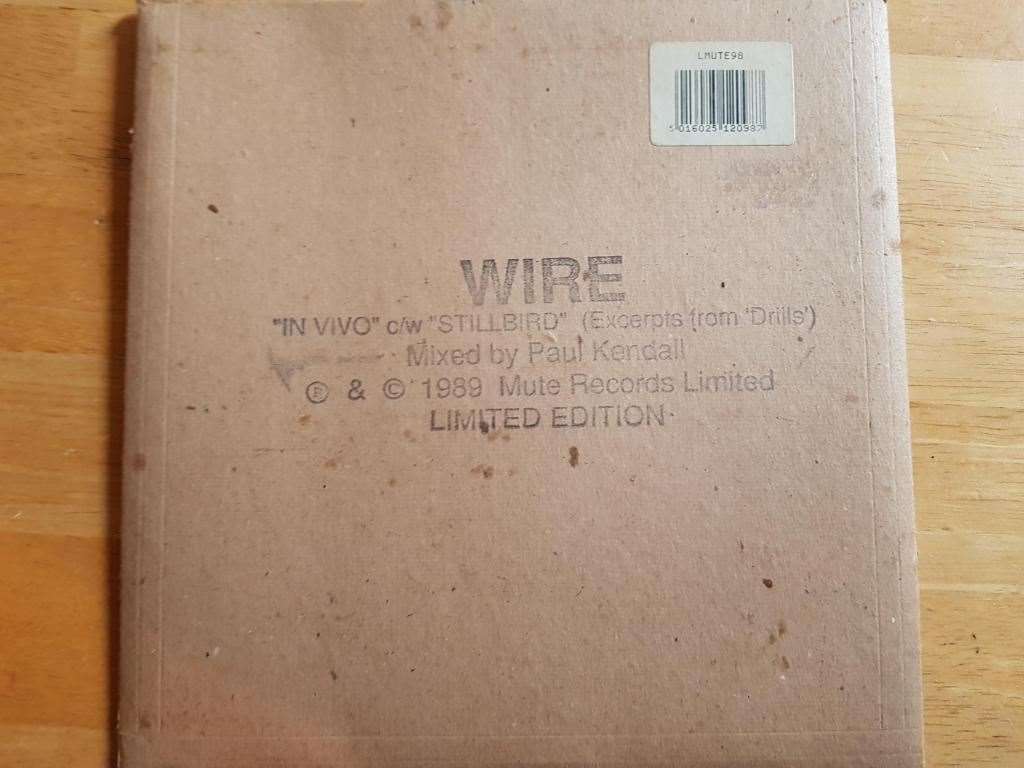 LMUTE98
5 016025 120987
WIRE
"IN VIVO" c/w "STILLBIRD" (Excerpts from 'Drills')
Mixed by Paul Kendall
Ⓟ & © 1989 Mute Records Limited
LIMITED EDITION